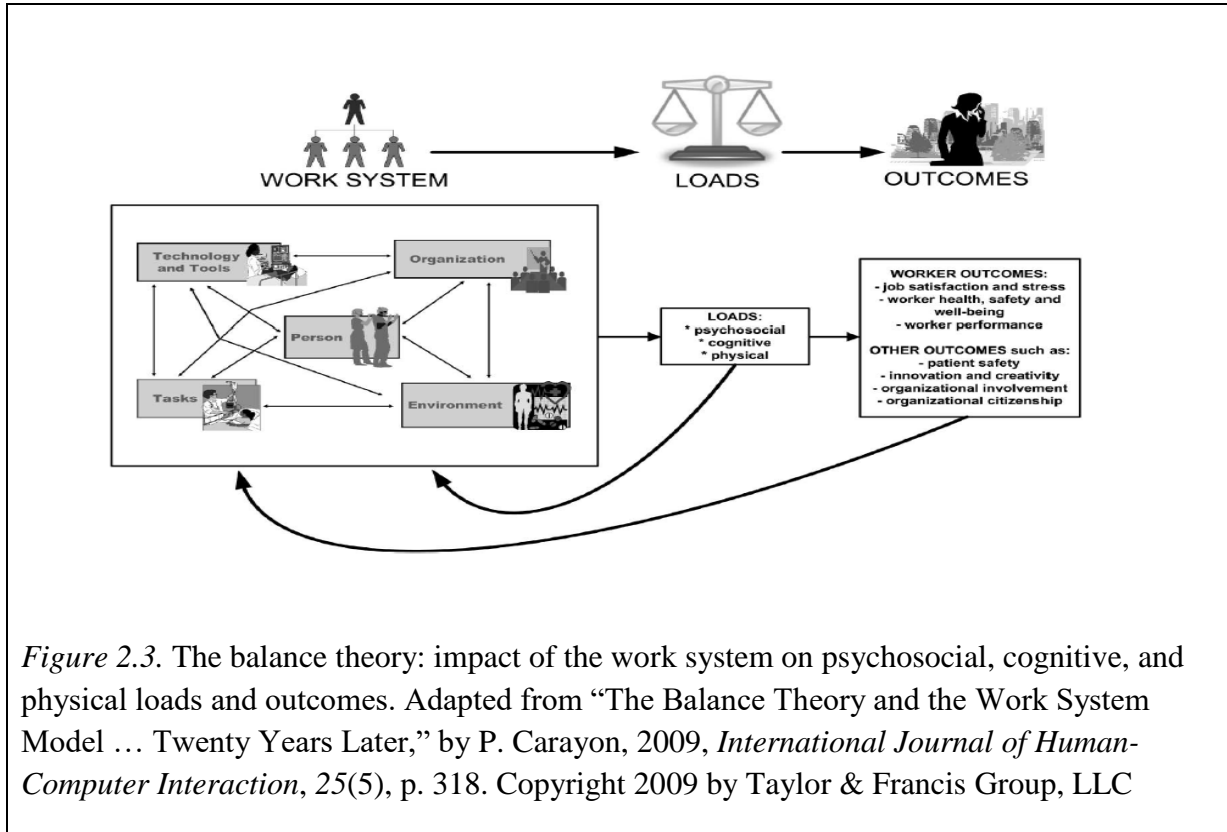 WORK SYSTEM
LOADS
OUTCOMES
Technology
and Tools
Organization
Person
Tasks
Environment
LOADS:
* psychosocial
* cognitive
* physical
WORKER OUTCOMES:
- job satisfaction and stress
- worker health, safety and
well-being
- worker performance
OTHER OUTCOMES such as:
- patient safety
- innovation and creativity
- organizational involvement
- organizational citizenship
Figure 2.3. The balance theory: impact of the work system on psychosocial, cognitive, and
physical loads and outcomes. Adapted from “The Balance Theory and the Work System
Model … Twenty Years Later,” by P. Carayon, 2009, International Journal of Human-
Computer Interaction, 25(5), p. 318. Copyright 2009 by Taylor & Francis Group, LLC